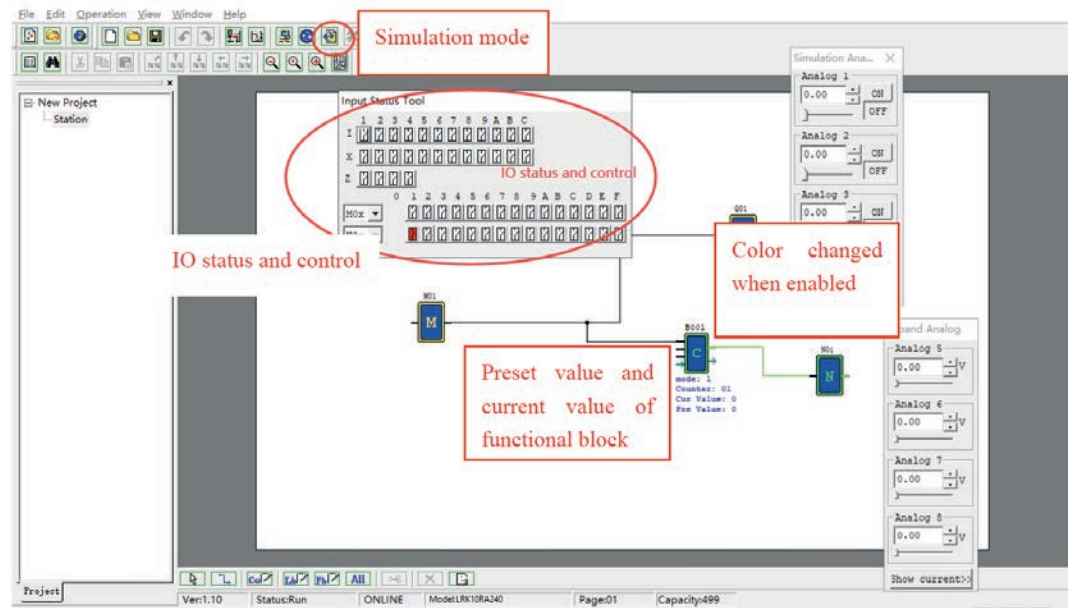 File Edit Operation View Window Help
Simulation mode
New Project
Station
Input Status Tool
1 2 3 4 5 6 7 8 9 A B C
I
X
Z
IO status and control
0 1 2 3 4 5 6 7 8 9 A B C D E F
M0x
IO status and control
Simulation Ana... X
Analog 1
0.00 ON
OFF
Analog 2
0.00 ON
OFF
Analog 3
0.00 ON
Q01
Color changed
when enabled
M
B001
C
mode: 1
Counter: 01
Cur Value: 0
Pre Value: 0
N01
N
Preset value and
current value of
functional block
Analog
Analog 5
0.00 V
Analog 6
0.00 V
Analog 7
0.00 V
Analog 8
0.00 V
Show current>>
Project
Co/ La/ Pb/ All
Ver:1.10 Status:Run ONLINE Model:LRK10RA240 Page:01 Capacity:499